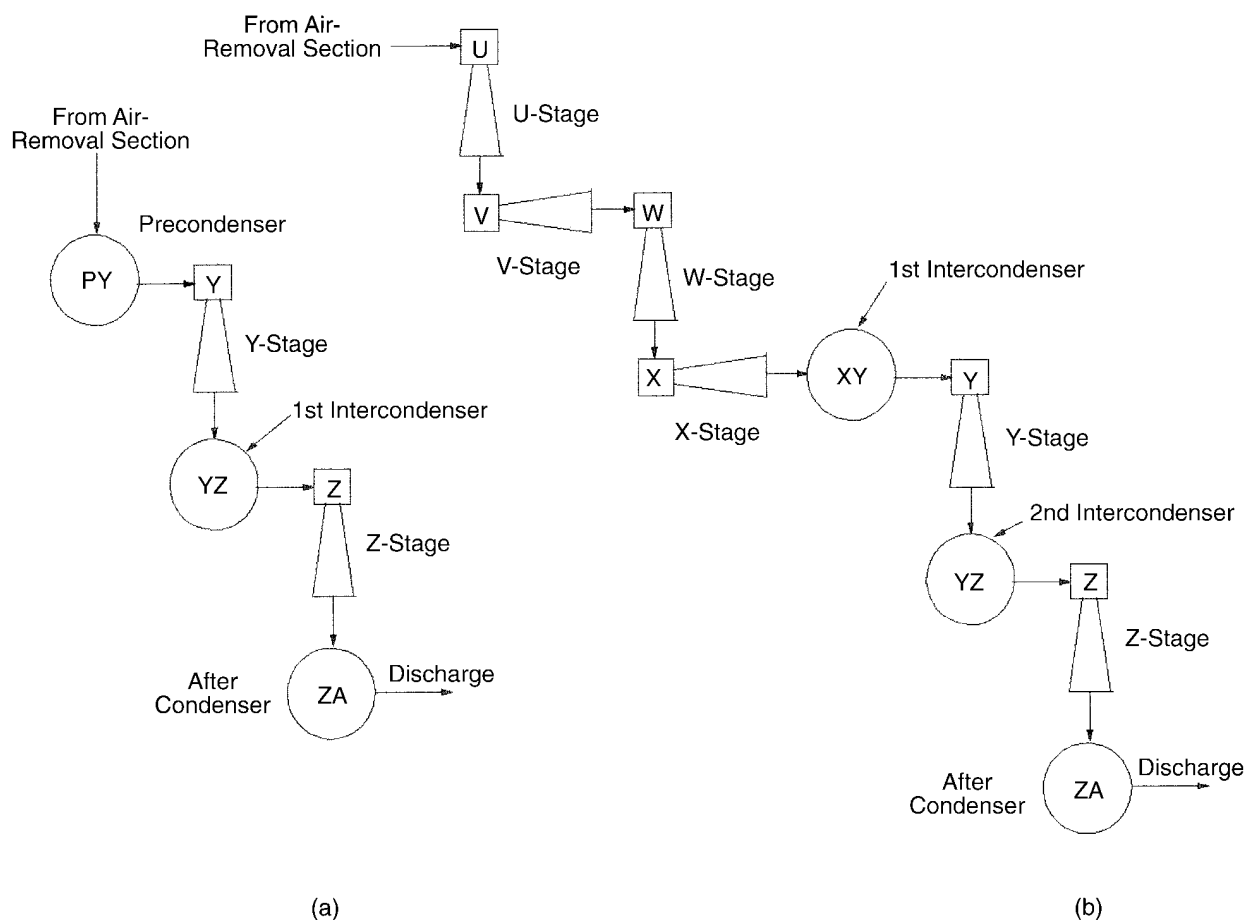 From Air-
Removal Section
PY
Precondenser
Y
Y-Stage
1st Intercondenser
YZ
Z
Z-Stage
After
Condenser
ZA
Discharge
(a)
From Air-
Removal Section
U
U-Stage
V
V-Stage
W
W-Stage
X
X-Stage
1st Intercondenser
XY
Y
Y-Stage
2nd Intercondenser
YZ
Z
Z-Stage
After
Condenser
ZA
Discharge
(b)